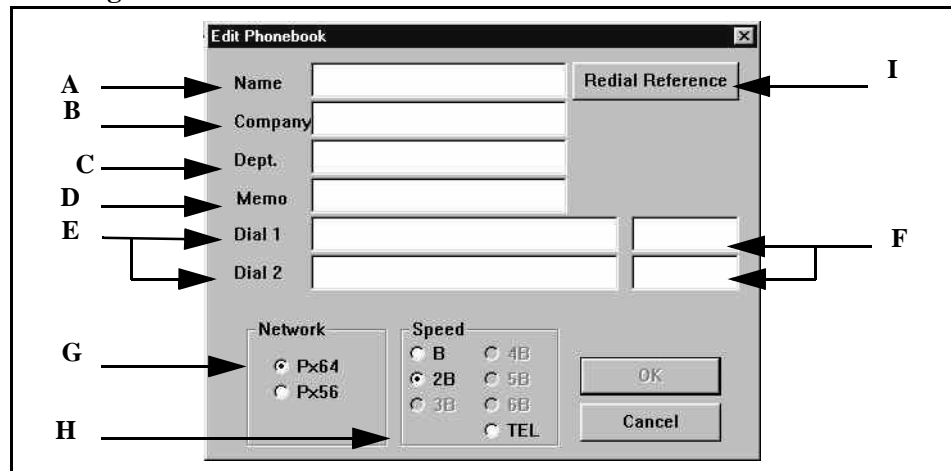 Edit Phonebook
A Name Redial Reference I
B Company
C Dept.
D Memo
E Dial 1 F
Dial 2
Network Speed
G Px64 B 4B
2B 5B OK
Px56
3B 6B
H TEL Cancel